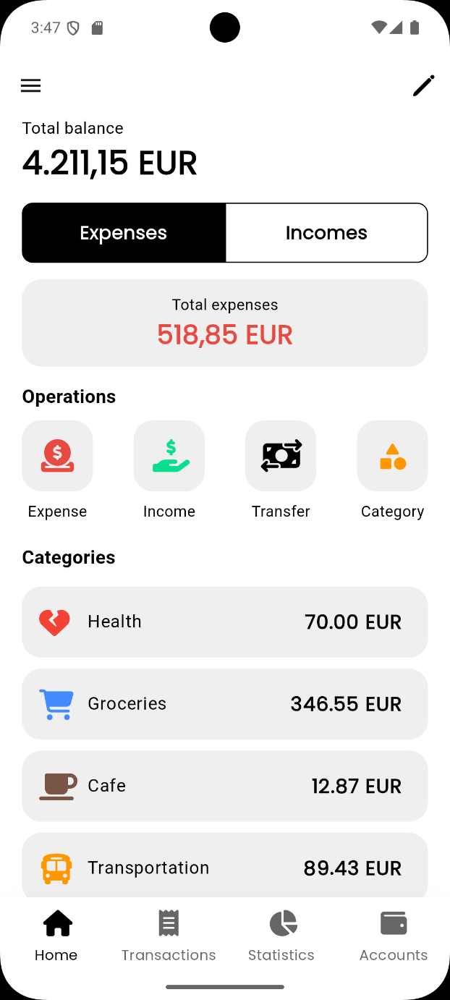 3:47
Total balance
4.211,15 EUR
Expenses
Incomes
Total expenses
518,85 EUR
Operations
Expense
Income
Transfer
Category
Categories
Health
70.00 EUR
Groceries
346.55 EUR
Cafe
12.87 EUR
Transportation
89.43 EUR
Home
Transactions
Statistics
Accounts